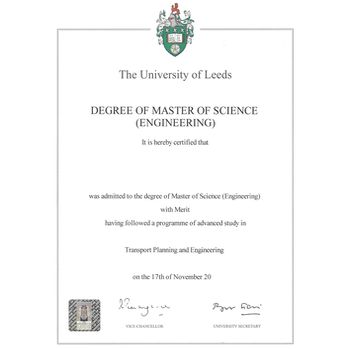 The University of Leeds
DEGREE OF MASTER OF SCIENCE
(ENGINEERING)
It is hereby certified that
was admitted to the degree of Master of Science (Engineering)
with Merit
having followed a programme of advanced study in
Transport Planning and Engineering
on the 17th of November 20
VICE CHANCELLOR
UNIVERSITY SECRETARY